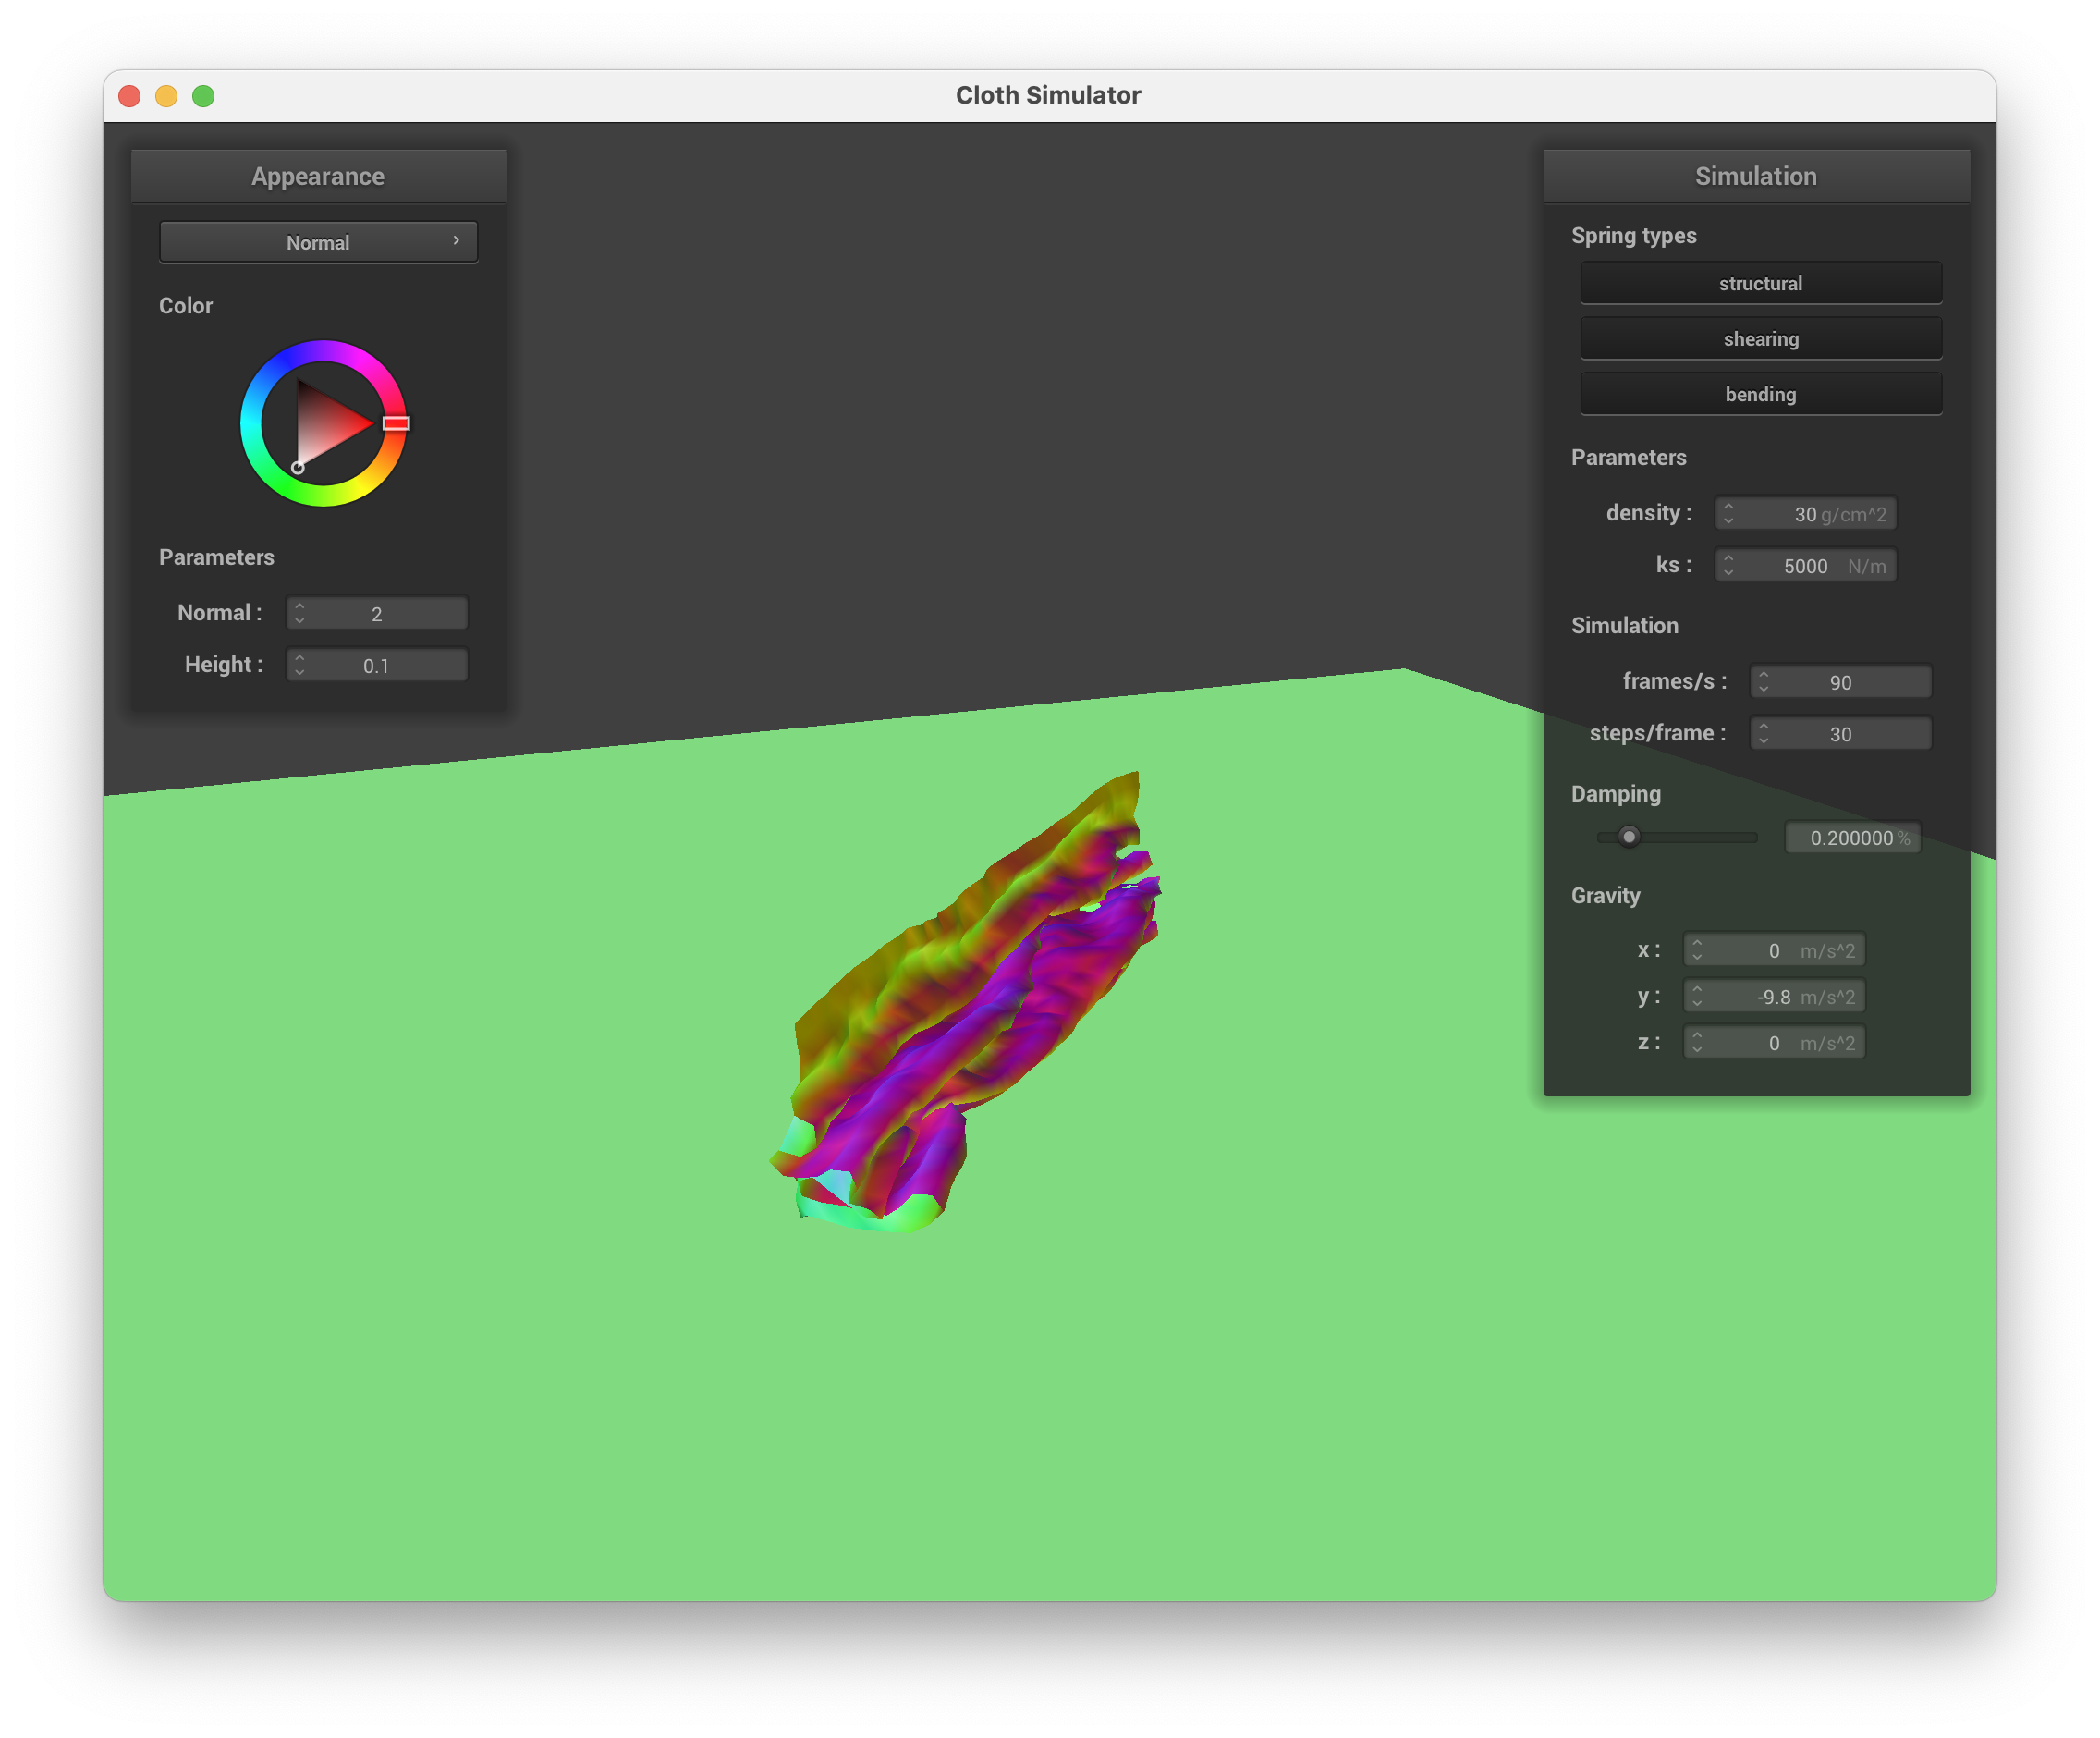 Cloth Simulator
Appearance
Normal
Color
Parameters
Normal : 2
Height : 0.1
Simulation
Spring types
structural
shearing
bending
Parameters
density : 30 g/cm^2
ks : 5000 N/m
Simulation
frames/s : 90
steps/frame : 30
Damping
0.200000 %
Gravity
x : 0 m/s^2
y : -9.8 m/s^2
z : 0 m/s^2